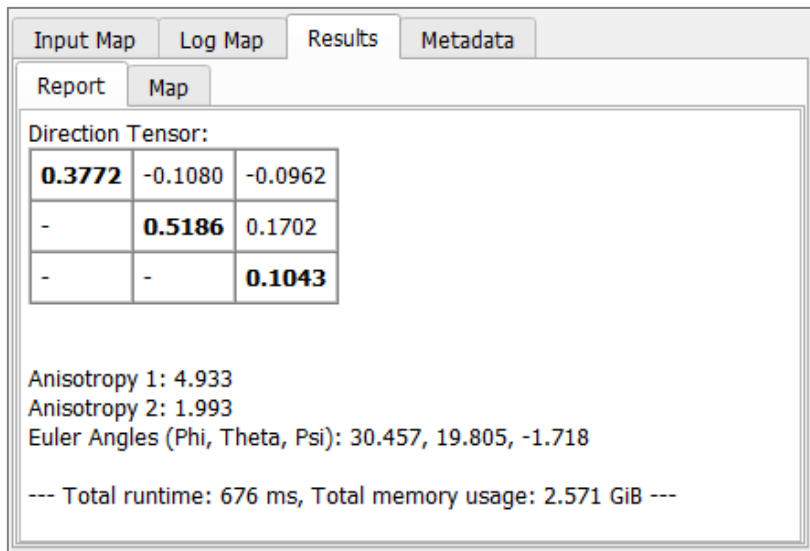 Input Map Log Map Results Metadata
Report Map
Direction Tensor:
0.3772 -0.1080 -0.0962
- 0.5186 0.1702
- - 0.1043
Anisotropy 1: 4.933
Anisotropy 2: 1.993
Euler Angles (Phi, Theta, Psi): 30.457, 19.805, -1.718
--- Total runtime: 676 ms, Total memory usage: 2.571 GiB ---